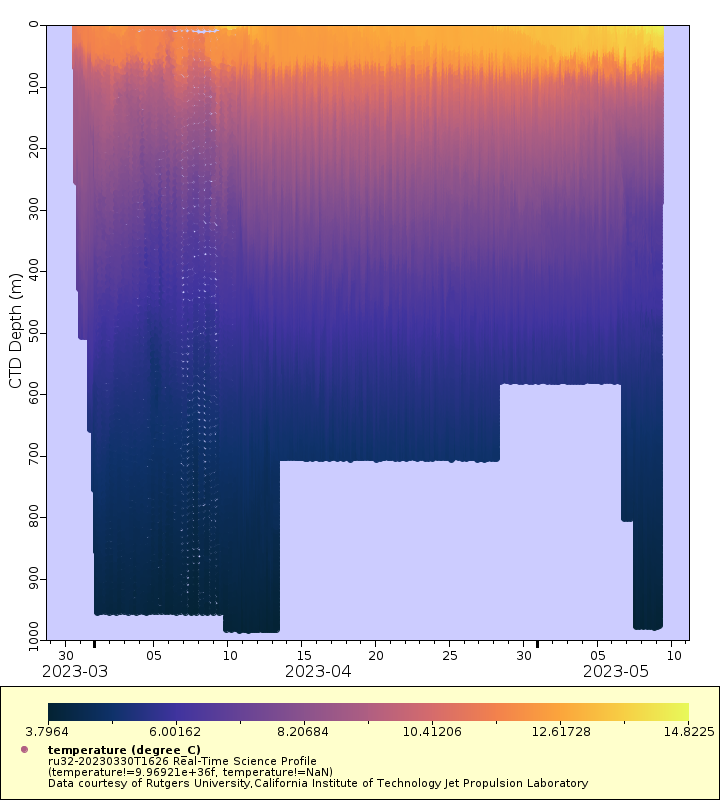 0
100
200
300
400
500
600
700
800
900
1000
CTD Depth (m)
30 05 10 15 20 25 30 05 10
2023-03 2023-04 2023-05
3.7964 6.00162 8.20684 10.41206 12.61728 14.8225
temperature (degree_C)
ru32-20230330T1626 Real-Time Science Profile
(temperature!=9.96921e+36f, temperature!=NaN)
Data courtesy of Rutgers University,California Institute of Technology Jet Propulsion Laboratory